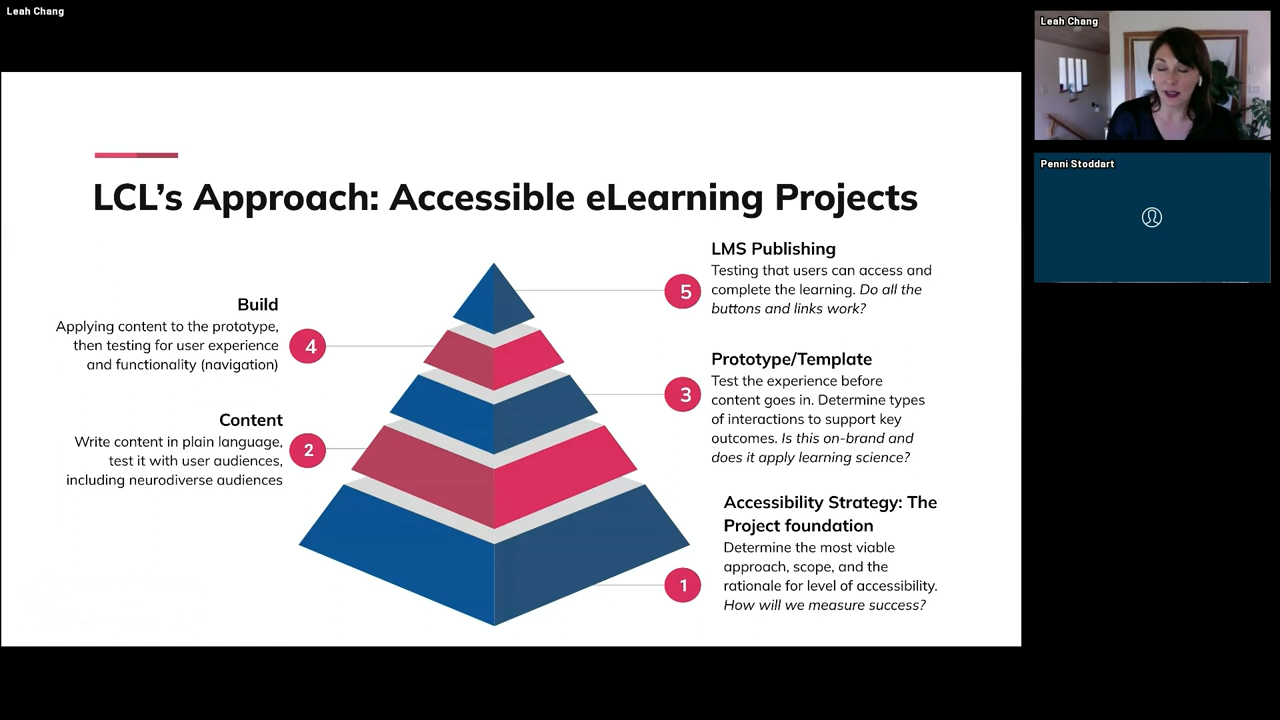 Leah Chang
Leah Chang
Penni Stoddart
LCL's Approach: Accessible eLearning Projects
LMS Publishing
Testing that users can access and
complete the learning. Do all the
buttons and links work?
5
Build
Applying content to the prototype,
then testing for user experience
and functionality (navigation)
4
Prototype/Template
Test the experience before
content goes in. Determine types
of interactions to support key
outcomes. Is this on-brand and
does it apply learning science?
3
Content
Write content in plain language,
test it with user audiences,
including neurodiverse audiences
2
Accessibility Strategy: The
Project foundation
Determine the most viable
approach, scope, and the
rationale for level of accessibility.
How will we measure success?
1